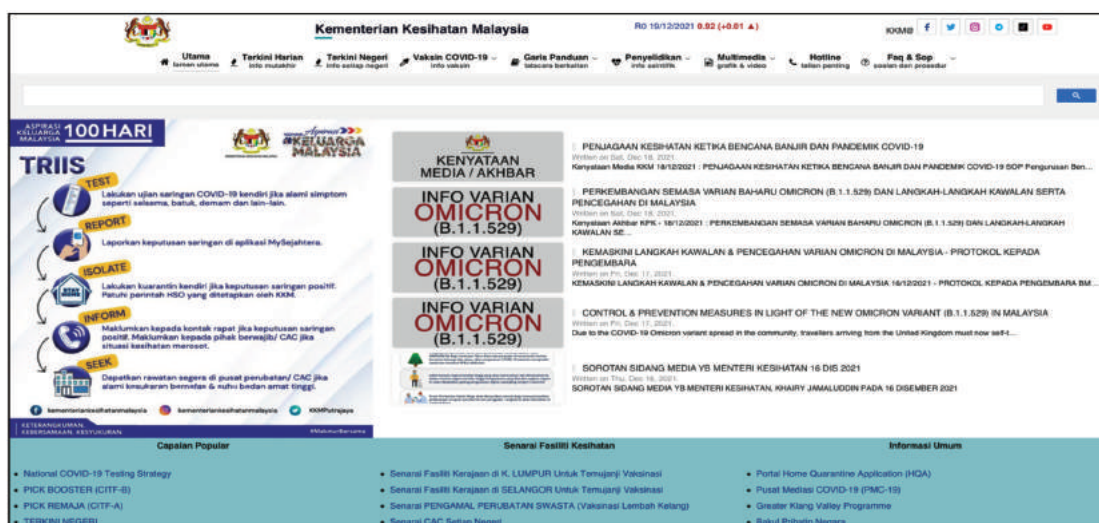 Kementerian Kesihatan Malaysia
R0 19/12/2021 0.92 (+0.01 ▲)
KKM@
Utama
laman utama
Terkini Harian
info mutakhir
Terkini Negeri
info setiap negeri
Vaksin COVID-19
info vaksin
Garis Panduan
tatacara berkaitan
Penyelidikan
info saintifik
Multimedia
grafik & video
Hotline
talian penting
Faq & Sop
soalan dan prosedur
ASPIRASI
KELUARGA
MALAYSIA
100 HARI
Aspirasi
#KELUARGA
MALAYSIA
TRIIS
TEST
Lakukan ujian saringan COVID-19 kendiri jika alami simptom
seperti selsema, batuk, demam dan lain-lain.
REPORT
Laporkan keputusan saringan di aplikasi MySejahtera.
ISOLATE
STAY
HOME
Lakukan kuarantin kendiri jika keputusan saringan positif.
Patuhi perintah HSO yang ditetapkan oleh KKM.
INFORM
Maklumkan kepada kontak rapat jika keputusan saringan
positif. Maklumkan kepada pihak berwajib/ CAC jika
situasi kesihatan merosot.
SEEK
Dapatkan rawatan segera di pusat perubatan/ CAC jika
alami kesukaran bernafas & suhu badan amat tinggi.
kementeriankesihatanmalaysia
kementeriankesihatanmalaysia
KKMPutrajaya
KETERANGKUMAN,
KEBERSAMAAN, KESYUKURAN
#MakmurBersama
KENYATAAN
MEDIA / AKHBAR
PENJAGAAN KESIHATAN KETIKA BENCANA BANJIR DAN PANDEMIK COVID-19
Written on Sat, Dec 18, 2021.
Kenyataan Media KKM 18/12/2021 : PENJAGAAN KESIHATAN KETIKA BENCANA BANJIR DAN PANDEMIK COVID-19 SOP Pengurusan Ben...
INFO VARIAN
OMICRON
(B.1.1.529)
PERKEMBANGAN SEMASA VARIAN BAHARU OMICRON (B.1.1.529) DAN LANGKAH-LANGKAH KAWALAN SERTA
PENCEGAHAN DI MALAYSIA
Written on Sat, Dec 18, 2021.
Kenyataan Akhbar KPK - 18/12/2021 : PERKEMBANGAN SEMASA VARIAN BAHARU OMICRON (B.1.1.529) DAN LANGKAH-LANGKAH
KAWALAN SE...
INFO VARIAN
OMICRON
(B.1.1.529)
KEMASKINI LANGKAH KAWALAN & PENCEGAHAN VARIAN OMICRON DI MALAYSIA - PROTOKOL KEPADA
PENGEMBARA
Written on Fri, Dec 17, 2021.
KEMASKINI LANGKAH KAWALAN & PENCEGAHAN VARIAN OMICRON DI MALAYSIA 16/12/2021 - PROTOKOL KEPADA PENGEMBARA BM...
INFO VARIAN
OMICRON
(B.1.1.529)
CONTROL & PREVENTION MEASURES IN LIGHT OF THE NEW OMICRON VARIANT (B.1.1.529) IN MALAYSIA
Written on Fri, Dec 17, 2021.
Due to the COVID-19 Omicron variant spread in the community, travellers arriving from the United Kingdom must now self-t...
SOROTAN SIDANG MEDIA YB MENTERI KESIHATAN 16 DIS 2021
Written on Thu, Dec 16, 2021.
SOROTAN SIDANG MEDIA YB MENTERI KESIHATAN, KHAIRY JAMALUDDIN PADA 16 DISEMBER 2021
Capaian Popular
National COVID-19 Testing Strategy
PICK BOOSTER (CITF-B)
PICK REMAJA (CITF-A)
TERKINI NEGERI
Senarai Fasiliti Kesihatan
Senarai Fasiliti Kerajaan di K. LUMPUR Untuk Temujanji Vaksinasi
Senarai Fasiliti Kerajaan di SELANGOR Untuk Temujanji Vaksinasi
Senarai PENGAMAL PERUBATAN SWASTA (Vaksinasi Lembah Kelang)
Senarai CAC Setiap Negeri
Informasi Umum
Portal Home Quarantine Application (HQA)
Pusat Mediasi COVID-19 (PMC-19)
Greater Klang Valley Programme
Bakul Prihatin Negara